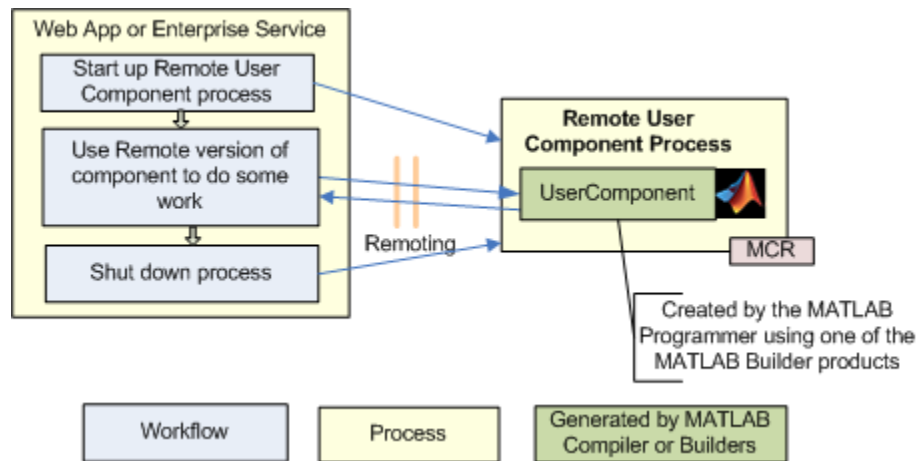 Web App or Enterprise Service
Start up Remote User
Component process
Use Remote version of
component to do some
work
Shut down process
Remoting
Remote User
Component Process
UserComponent
MCR
Created by the MATLAB
Programmer using one of the
MATLAB Builder products
Workflow
Process
Generated by MATLAB
Compiler or Builders